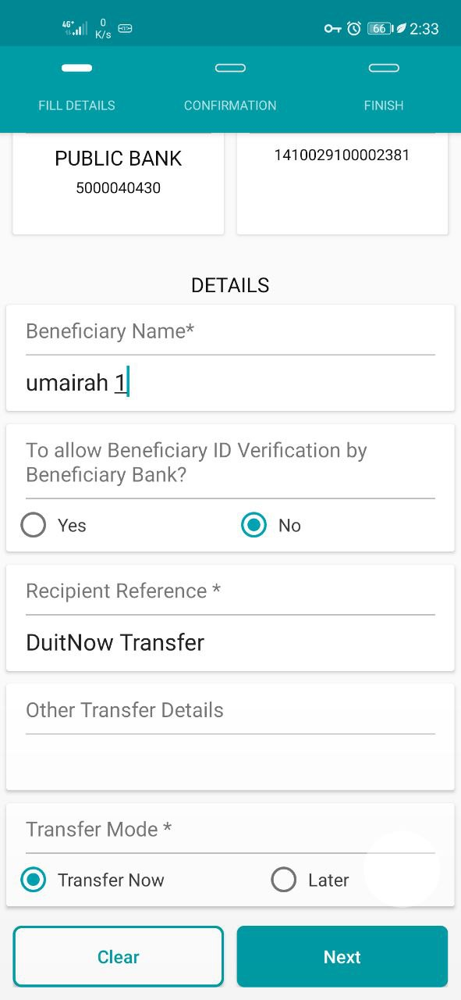 4G+ 0 K/s 66 2:33
FILL DETAILS CONFIRMATION FINISH
PUBLIC BANK
5000040430
1410029100002381
DETAILS
Beneficiary Name*
umairah 1
To allow Beneficiary ID Verification by
Beneficiary Bank?
Yes No
Recipient Reference *
DuitNow Transfer
Other Transfer Details
Transfer Mode *
Transfer Now Later
Clear Next